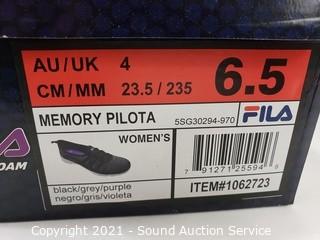 AU/UK 4 6.5
CM/MM 23.5/235
MEMORY PILOTA 5SG30294-970 FILA
WOMEN'S
7 91271 25594
black/grey/purple
negro/gris/violeta
ITEM#1062723
OAM
Copyright 2021 - Sound Auction Service